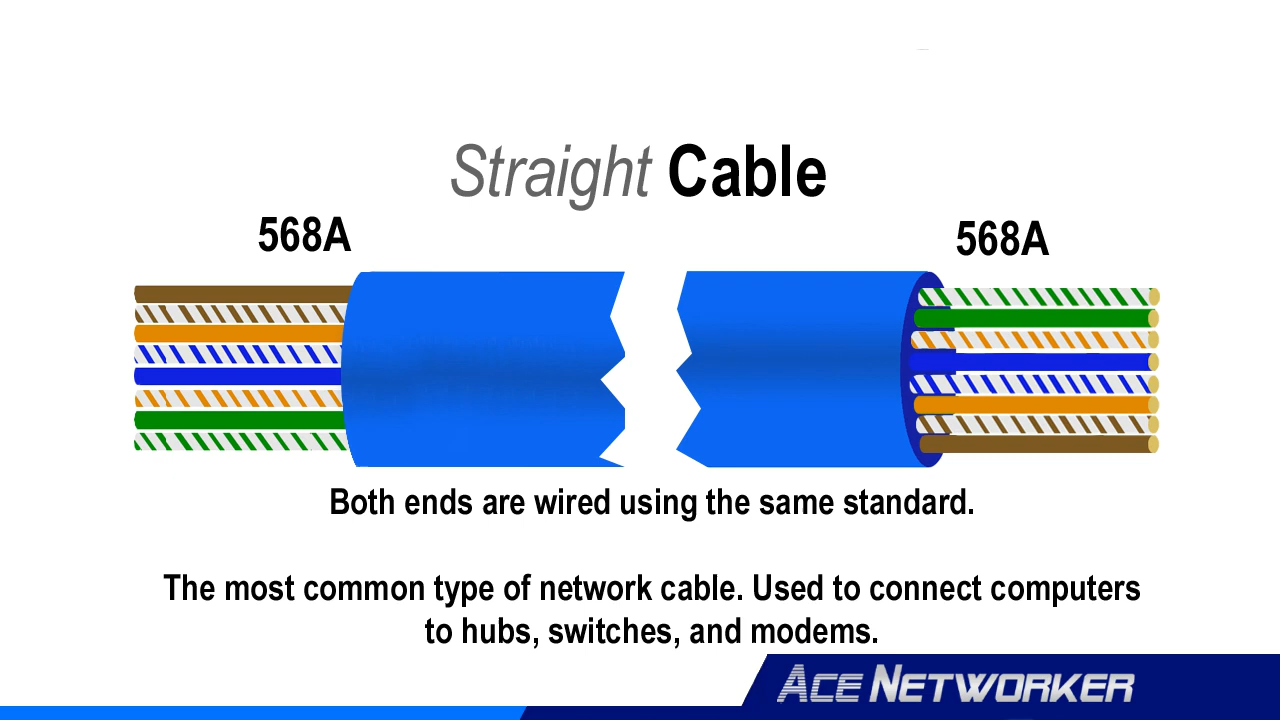 Straight Cable
568A
568A
Both ends are wired using the same standard.
The most common type of network cable. Used to connect computers
to hubs, switches, and modems.
ACE NETWORKER